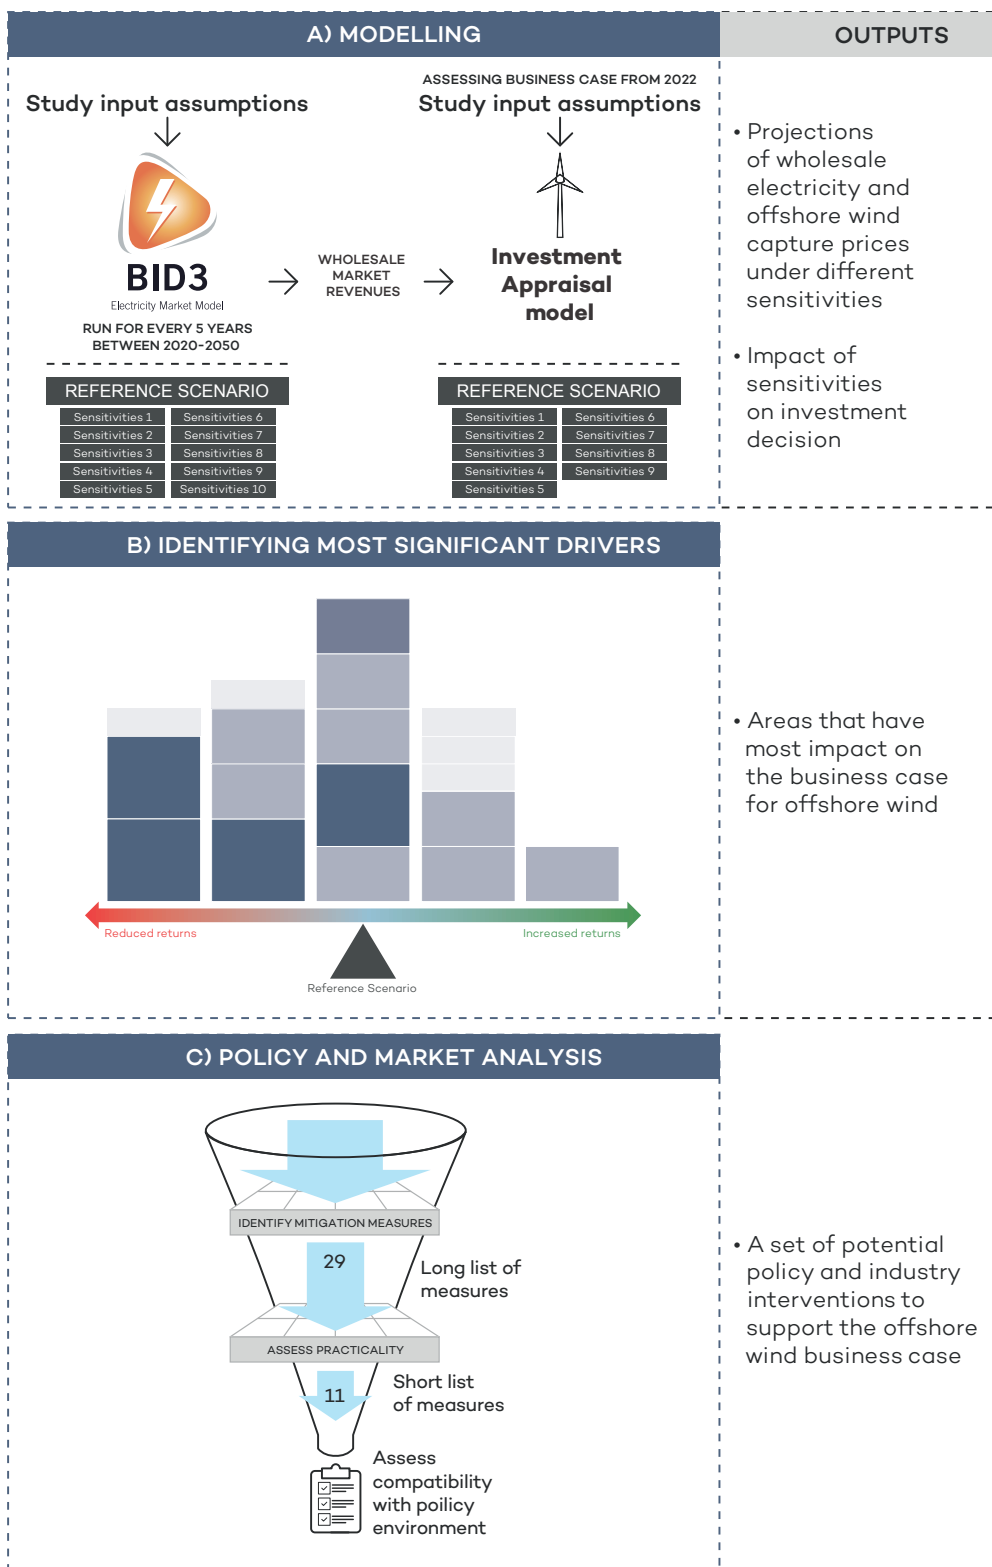 A) MODELLING
OUTPUTS
Study input assumptions
ASSESSING BUSINESS CASE FROM 2022
Study input assumptions
BID3
Electricity Market Model
RUN FOR EVERY 5 YEARS
BETWEEN 2020-2050
WHOLESALE
MARKET
REVENUES
Investment
Appraisal
model
REFERENCE SCENARIO
Sensitivities 1
Sensitivities 2
Sensitivities 3
Sensitivities 4
Sensitivities 5
Sensitivities 6
Sensitivities 7
Sensitivities 8
Sensitivities 9
Sensitivities 10
REFERENCE SCENARIO
Sensitivities 1
Sensitivities 2
Sensitivities 3
Sensitivities 4
Sensitivities 5
Sensitivities 6
Sensitivities 7
Sensitivities 8
Sensitivities 9
• Projections
of wholesale
electricity and
offshore wind
capture prices
under different
sensitivities
• Impact of
sensitivities
on investment
decision
B) IDENTIFYING MOST SIGNIFICANT DRIVERS
Reduced returns
Increased returns
Reference Scenario
• Areas that have
most impact on
the business case
for offshore wind
C) POLICY AND MARKET ANALYSIS
IDENTIFY MITIGATION MEASURES
29
Long list of
measures
ASSESS PRACTICALITY
11
Short list
of measures
Assess
compatibility
with poilicy
environment
• A set of potential
policy and industry
interventions to
support the offshore
wind business case